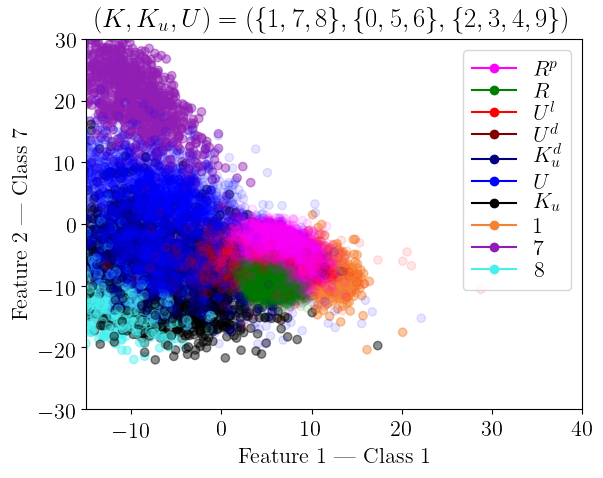 (K, K_u, U) = ({1, 7, 8}, {0, 5, 6}, {2, 3, 4, 9})
30
20
10
0
−10
−20
−30
Feature 2 — Class 7
R^p
R
U^l
U^d
K_u^d
U
K_u
1
7
8
−10
0
10
20
30
40
Feature 1 — Class 1